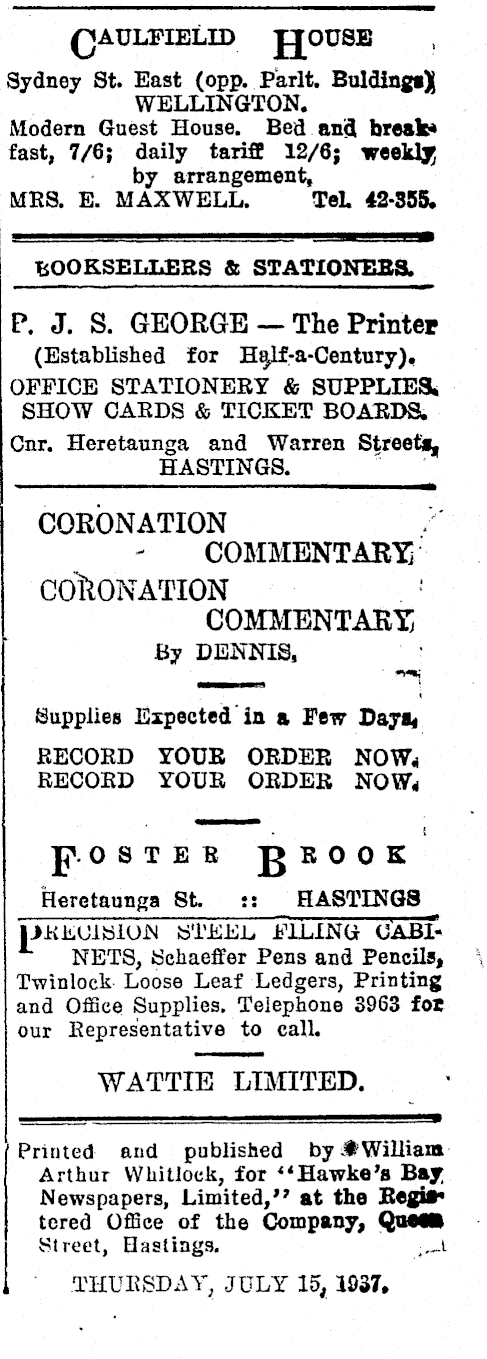 CAULFIELID HOUSE
Sydney St. East (opp. Parlt. Buldings)
WELLINGTON.
Modern Guest House. Bed and break-
fast, 7/6; daily tariff 12/6; weekly
by arrangement.
MRS. E. MAXWELL. Tel. 42-355.
BOOKSELLERS & STATIONERS.
P. J. S. GEORGE — The Printer
(Established for Half-a-Century).
OFFICE STATIONERY & SUPPLIES.
SHOW CARDS & TICKET BOARDS.
Cnr. Heretaunga and Warren Streets,
HASTINGS.
CORONATION
COMMENTARY,
CORONATION
COMMENTARY,
By DENNIS.
Supplies Expected in a Few Days.
RECORD YOUR ORDER NOW.
RECORD YOUR ORDER NOW.
FOSTER BROOK
Heretaunga St. :: HASTINGS
PRECISION STEEL FILING CABI-
NETS, Schaeffer Pens and Pencils,
Twinlock Loose Leaf Ledgers, Printing
and Office Supplies. Telephone 3963 for
our Representative to call.
WATTIE LIMITED.
Printed and published by William
Arthur Whitlock, for "Hawke's Bay
Newspapers, Limited," at the Regis-
tered Office of the Company, Queen
Street, Hastings.
THURSDAY, JULY 15, 1937.